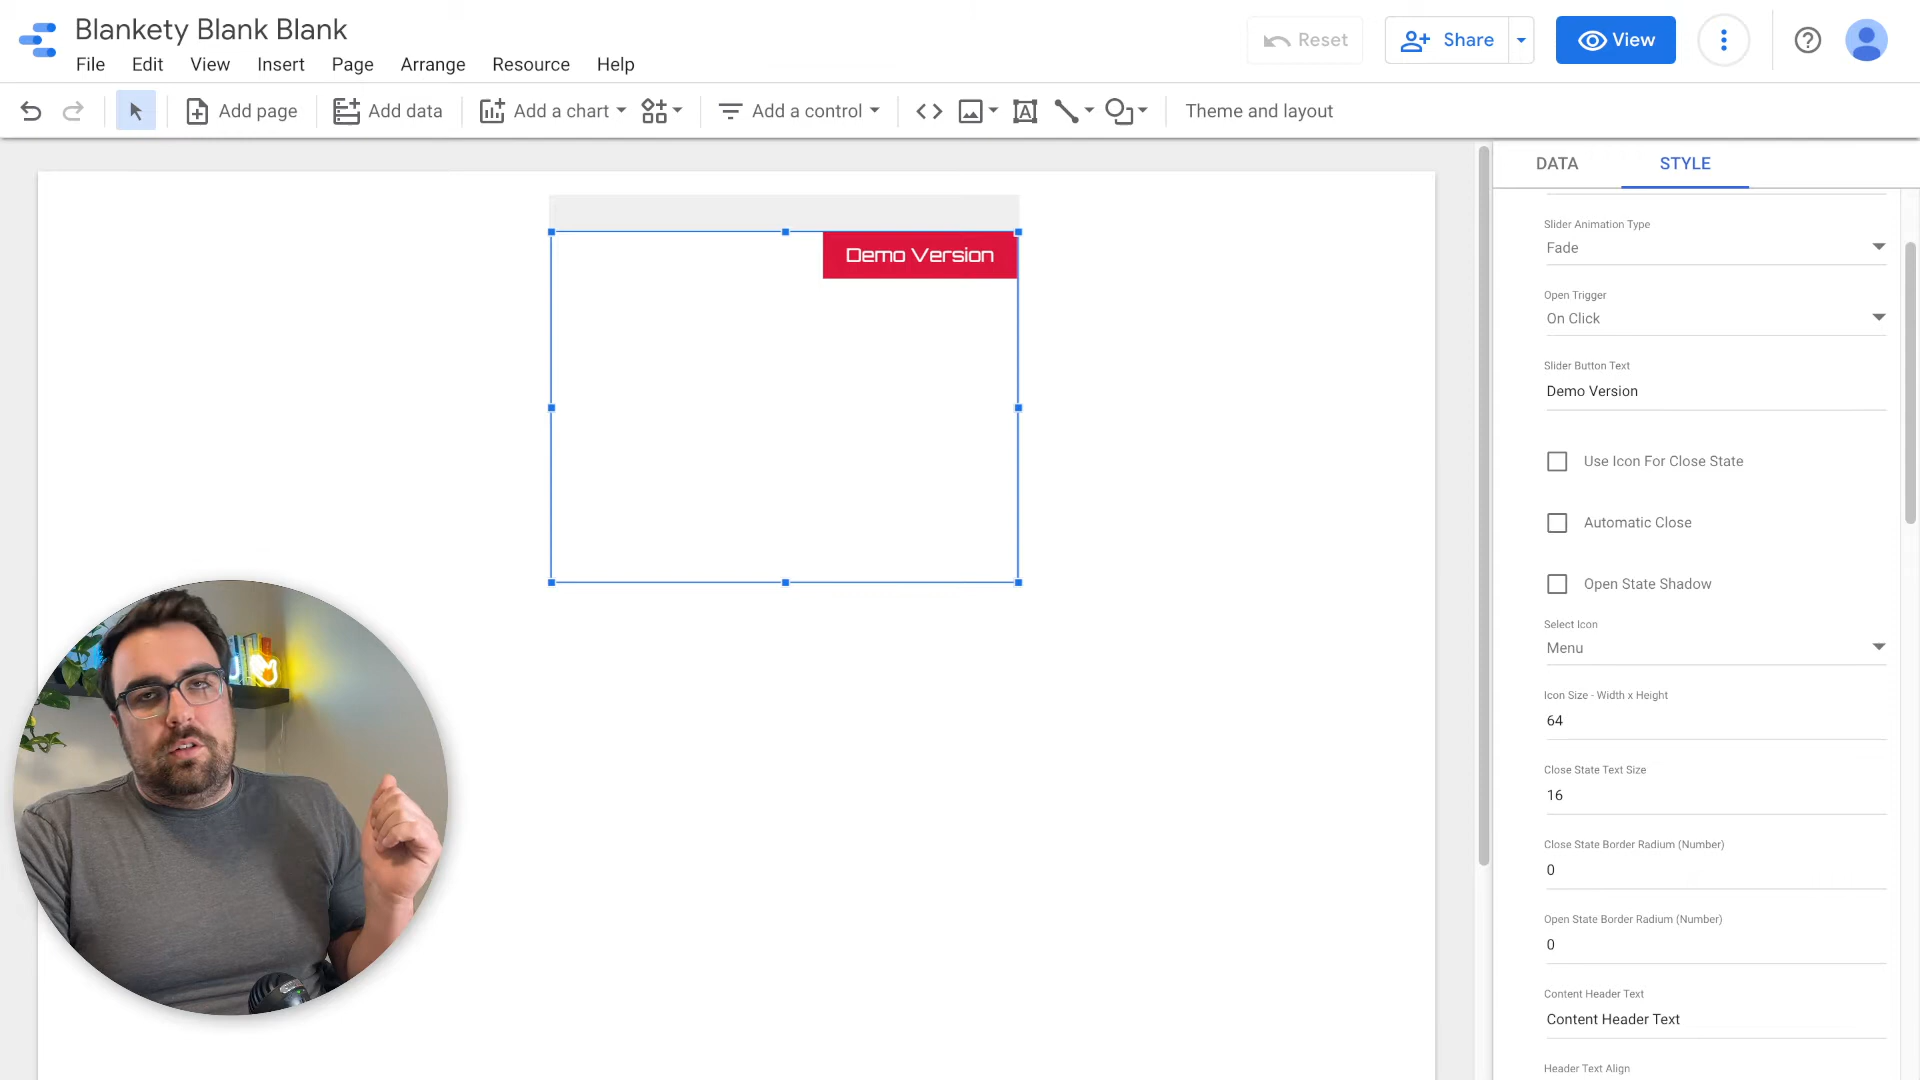 Blankety Blank Blank
File Edit View Insert Page Arrange Resource Help
Reset
Share
View
Add page
Add data
Add a chart
Add a control
Theme and layout
Demo Version
DATA
STYLE
Slider Animation Type
Fade
Open Trigger
On Click
Slider Button Text
Demo Version
Use Icon For Close State
Automatic Close
Open State Shadow
Select Icon
Menu
Icon Size - Width x Height
64
Close State Text Size
16
Close State Border Radium (Number)
0
Open State Border Radium (Number)
0
Content Header Text
Content Header Text
Header Text Align